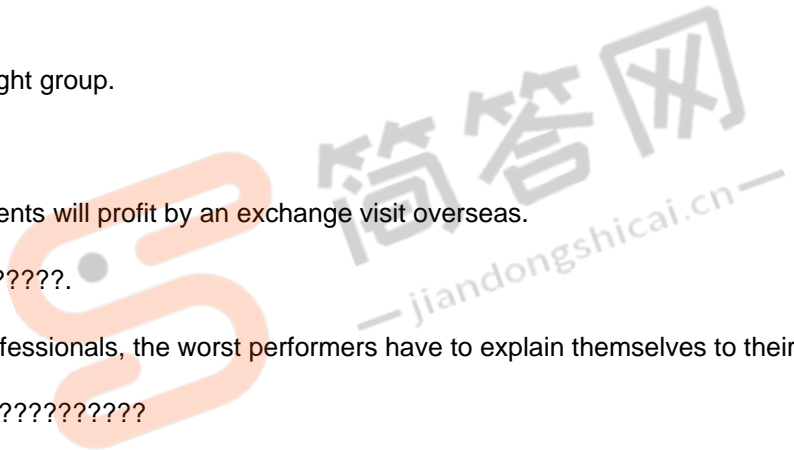 ght group.
简答网
ents will profit by an exchange visit overseas.
— jiandongshicai.cn —
?????.
fessionals, the worst performers have to explain themselves to their
??????????